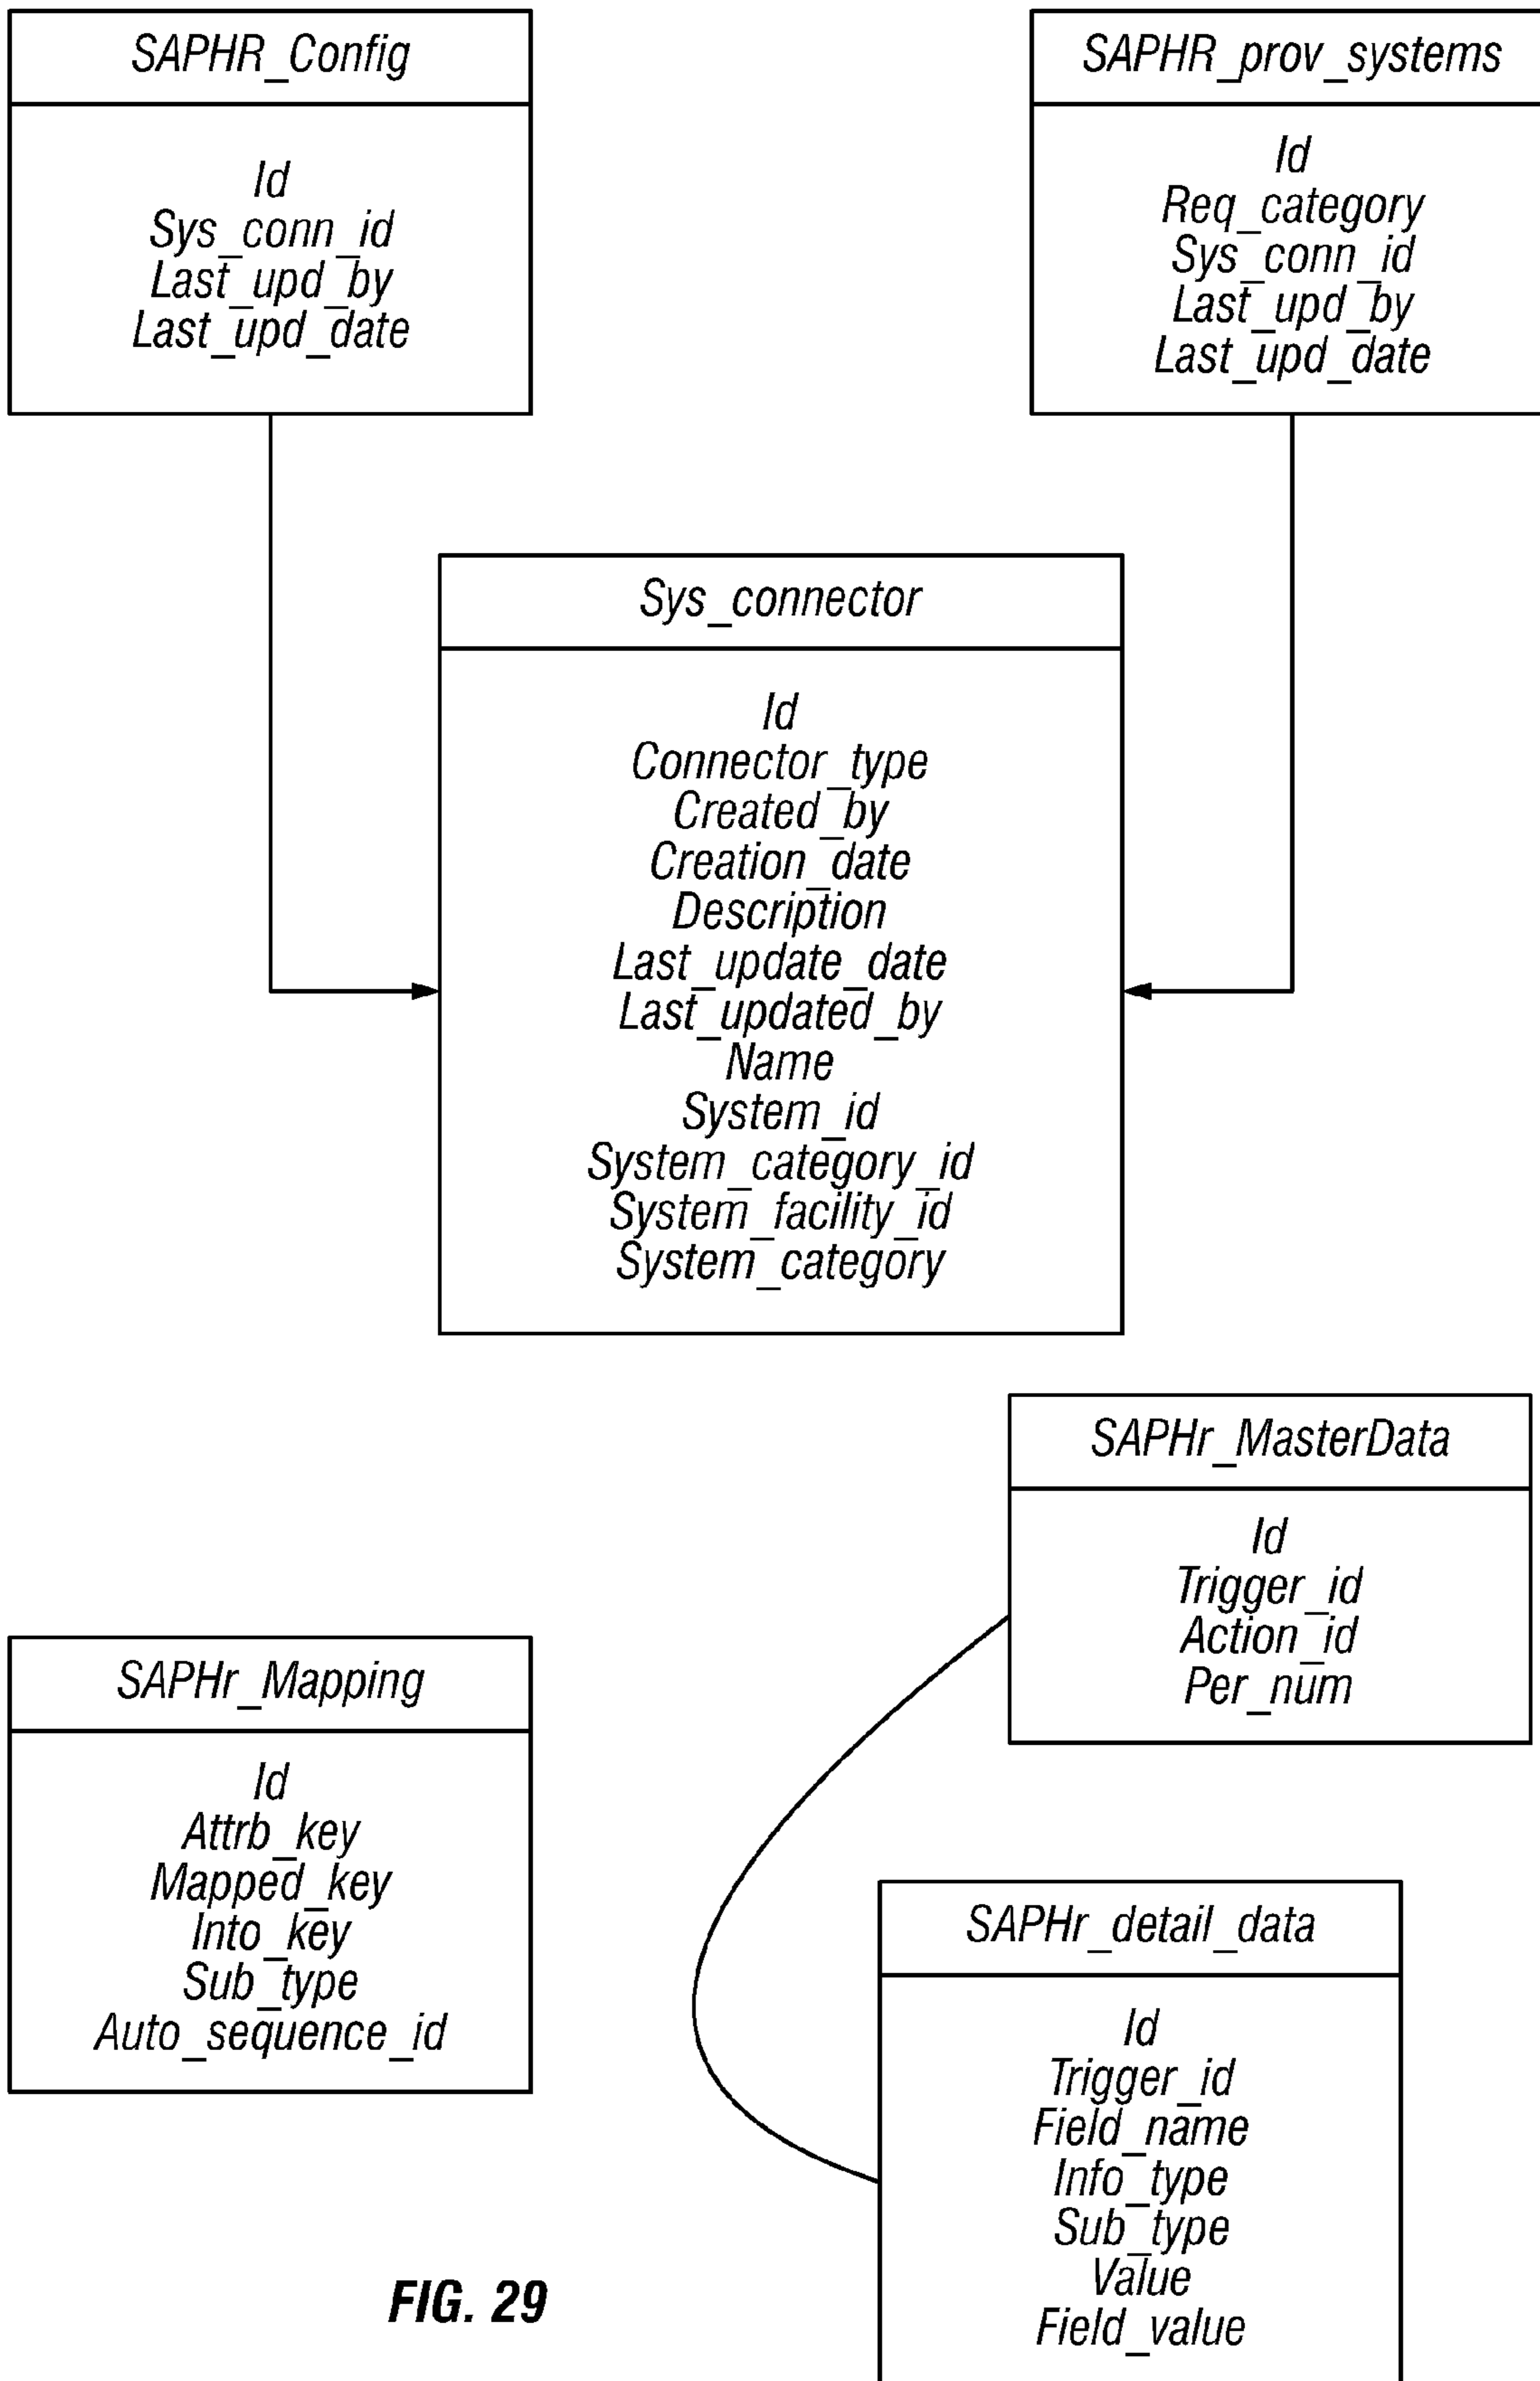 SAPHR_Config
Id
Sys_conn_id
Last_upd_by
Last_upd_date
SAPHR_prov_systems
Id
Req_category
Sys_conn_id
Last_upd_by
Last_upd_date
Sys_connector
Id
Connector_type
Created_by
Creation_date
Description
Last_update_date
Last_updated_by
Name
System_id
System_category_id
System_facility_id
System_category
SAPHr_MasterData
Id
Trigger_id
Action_id
Per_num
SAPHr_Mapping
Id
Attrb_key
Mapped_key
Into_key
Sub_type
Auto_sequence_id
SAPHr_detail_data
Id
Trigger_id
Field_name
Info_type
Sub_type
Value
Field_value
FIG. 29